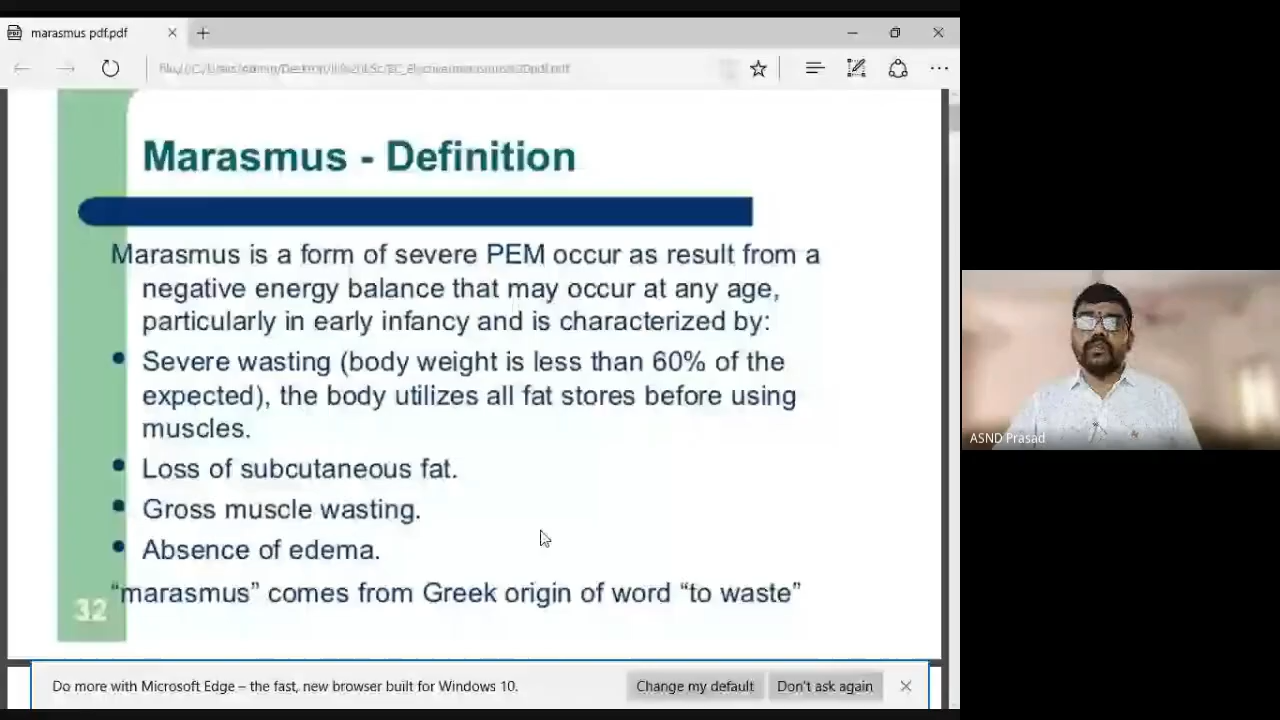 marasmus pdf.pdf
Marasmus - Definition
Marasmus is a form of severe PEM occur as result from a
negative energy balance that may occur at any age,
particularly in early infancy and is characterized by:
Severe wasting (body weight is less than 60% of the
expected), the body utilizes all fat stores before using
muscles.
Loss of subcutaneous fat.
Gross muscle wasting.
Absence of edema.
“marasmus” comes from Greek origin of word “to waste”
32
ASND Prasad
Do more with Microsoft Edge – the fast, new browser built for Windows 10.
Change my default
Don't ask again